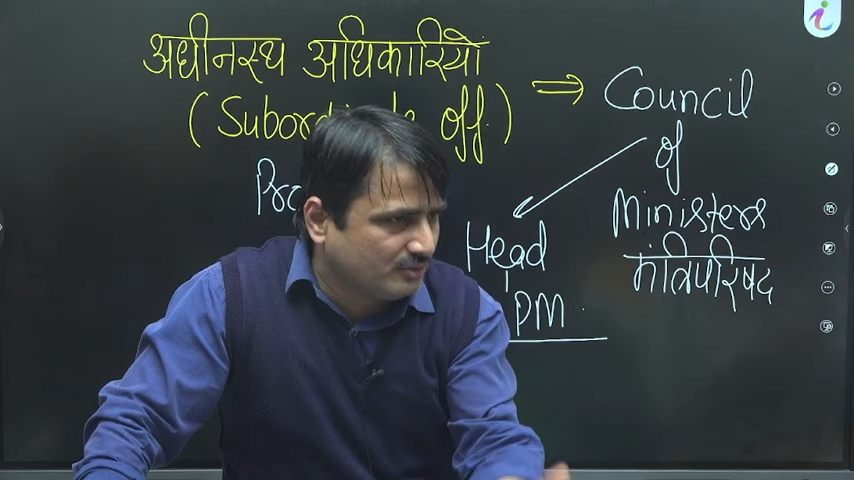 अधीनस्थ अधिकारियों
(Subordinate off.)
⇒ Council
of
Ministers
मंत्रिपरिषद
Head
PM